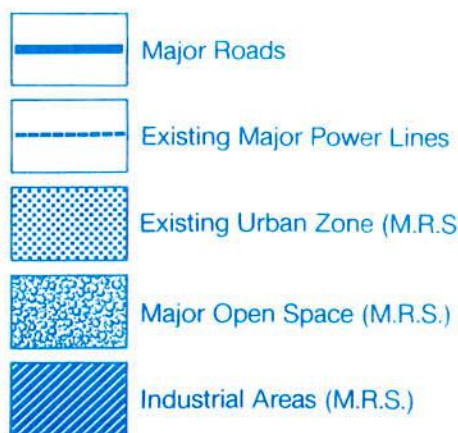 Major Roads
Existing Major Power Lines
Existing Urban Zone (M.R.S
Major Open Space (M.R.S.)
Industrial Areas (M.R.S.)